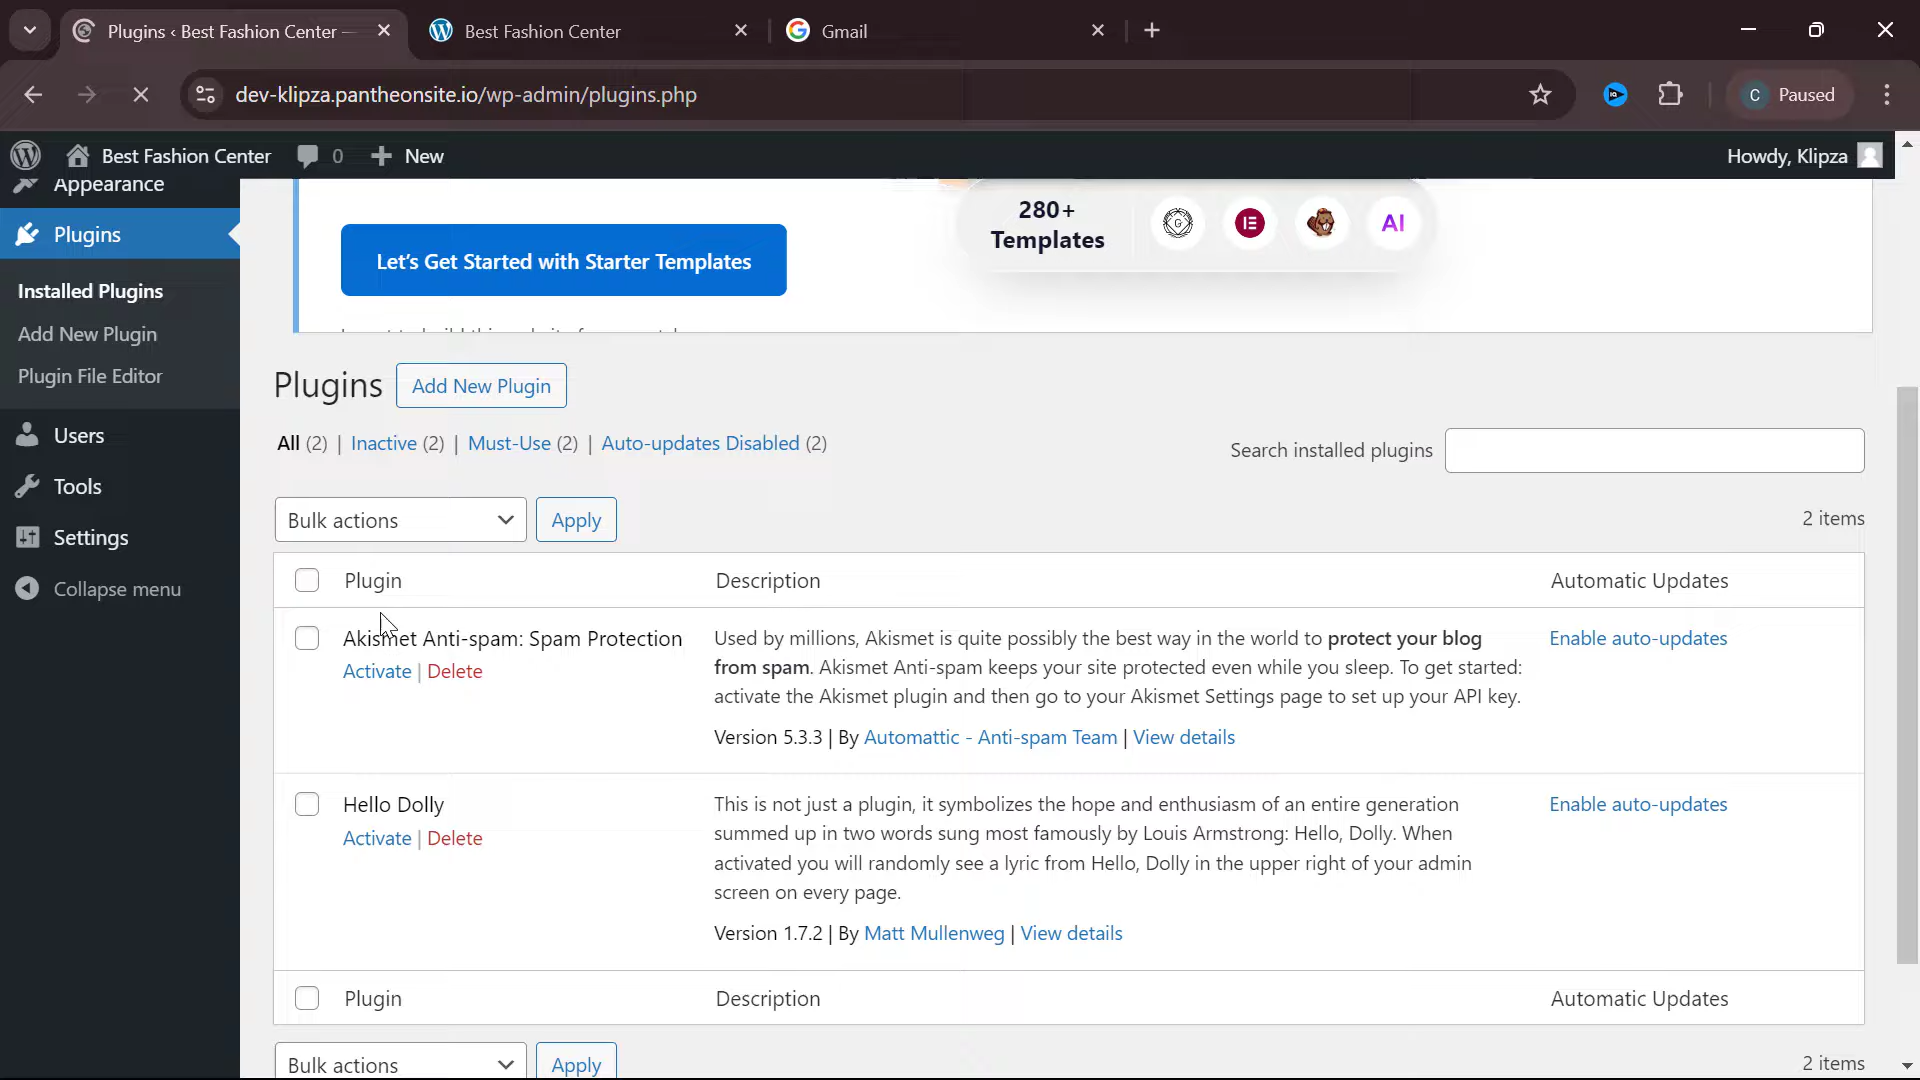 Plugins ‹ Best Fashion Center —
Best Fashion Center
Gmail
dev-klipza.pantheonsite.io/wp-admin/plugins.php
C Paused
Best Fashion Center
0
New
Howdy, Klipza
Appearance
Plugins
Installed Plugins
Add New Plugin
Plugin File Editor
Users
Tools
Settings
Collapse menu
280+
Templates
AI
Let's Get Started with Starter Templates
Plugins
Add New Plugin
All (2) | Inactive (2) | Must-Use (2) | Auto-updates Disabled (2)
Search installed plugins
Bulk actions
Apply
2 items
Plugin
Description
Automatic Updates
Akismet Anti-spam: Spam Protection
Activate | Delete
Used by millions, Akismet is quite possibly the best way in the world to protect your blog
from spam. Akismet Anti-spam keeps your site protected even while you sleep. To get started:
activate the Akismet plugin and then go to your Akismet Settings page to set up your API key.
Version 5.3.3 | By Automattic - Anti-spam Team | View details
Enable auto-updates
Hello Dolly
Activate | Delete
This is not just a plugin, it symbolizes the hope and enthusiasm of an entire generation
summed up in two words sung most famously by Louis Armstrong: Hello, Dolly. When
activated you will randomly see a lyric from Hello, Dolly in the upper right of your admin
screen on every page.
Version 1.7.2 | By Matt Mullenweg | View details
Enable auto-updates
Plugin
Description
Automatic Updates
Bulk actions
Apply
2 items